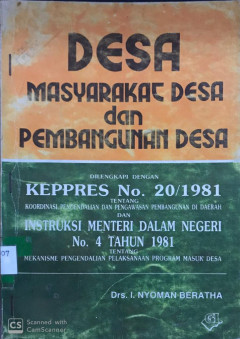 DESA
MASYARAKAT DESA
dan
PEMBANGUNAN DESA
DILENGKAPI DENGAN
KEPPRES No. 20/1981
TENTANG
KOORDINASI PENGENDALIAN DAN PENGAWASAN PEMBANGUNAN DI DAERAH
DAN
INSTRUKSI MENTERI DALAM NEGERI
No. 4 TAHUN 1981
TENTANG
MEKANISME PENGENDALIAN PELAKSANAAN PROGRAM MASUK DESA
07
Drs. I. NYOMAN BERATHA
CS Scanned with
CamScanner